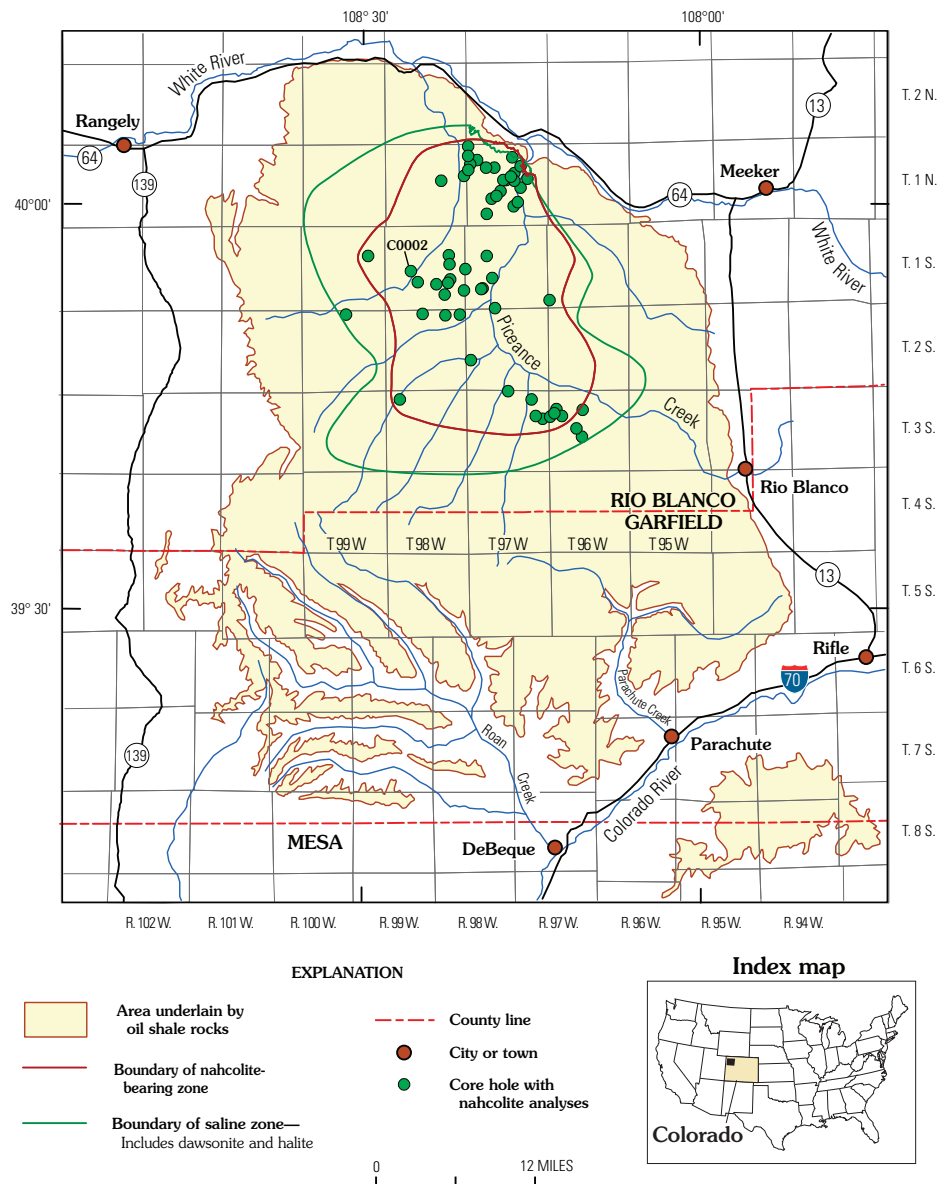 108° 30'
108° 00'
White River
T. 2 N.
13
Rangely
64
139
Meeker
T. 1 N.
64
40°00'
C0002
White River
T. 1 S.
Piceance
T. 2 S.
Creek
T. 3 S.
Rio Blanco
RIO BLANCO
T. 4 S.
GARFIELD
T 99 W
T 98 W
T 97 W
T 96 W
T 95 W
13
T. 5 S.
39° 30'
Rifle
T. 6 S.
70
Parachute Creek
Roan
Parachute
T. 7 S.
139
Creek
Colorado River
T. 8 S.
MESA
DeBeque
R. 102 W.
R. 101 W.
R. 100 W.
R. 99 W.
R. 98 W.
R. 97 W.
R. 96 W.
R. 95 W.
R. 94 W.
EXPLANATION
Area underlain by
oil shale rocks
Boundary of nahcolite-
bearing zone
Boundary of saline zone—
Includes dawsonite and halite
County line
City or town
Core hole with
nahcolite analyses
Index map
Colorado
0
12 MILES